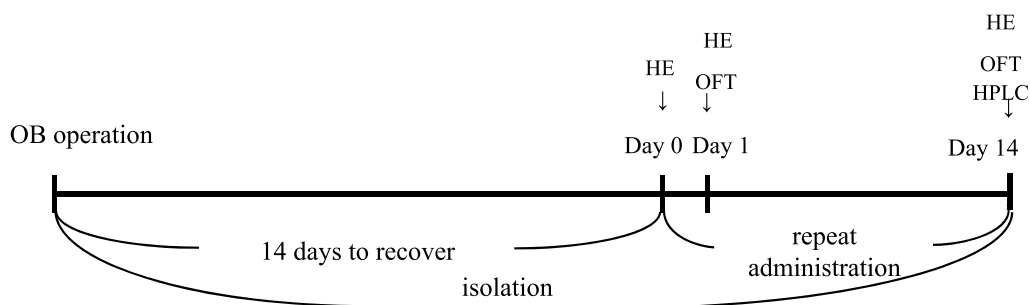 HE
HE
HE
OFT
OFT
HPLC
OB operation
Day 0
Day 1
Day 14
14 days to recover
repeat
administration
isolation